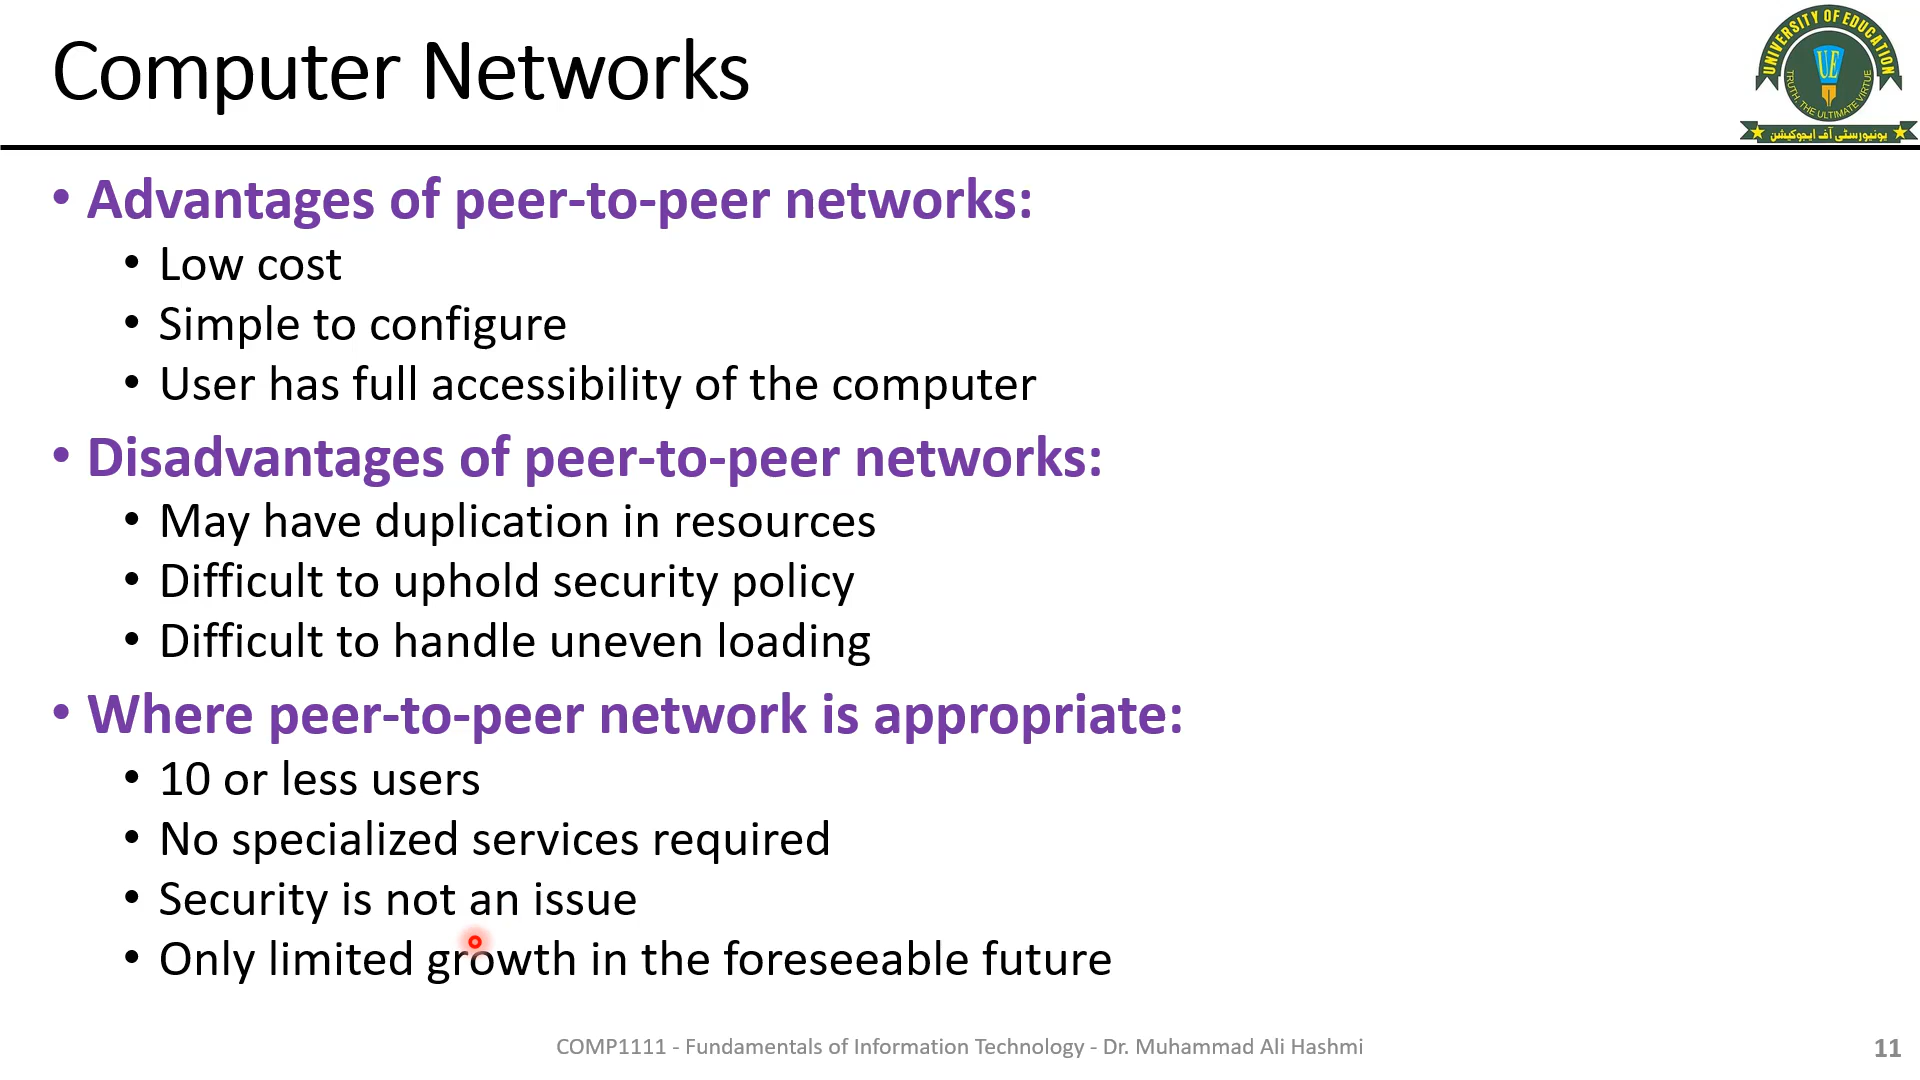 Computer Networks
UNIVERSITY OF EDUCATION
UE
TRUTH, THE ULTIMATE VIRTUE
یونیورسٹی آف ایجوکیشن
• Advantages of peer-to-peer networks:
• Low cost
• Simple to configure
• User has full accessibility of the computer
• Disadvantages of peer-to-peer networks:
• May have duplication in resources
• Difficult to uphold security policy
• Difficult to handle uneven loading
• Where peer-to-peer network is appropriate:
• 10 or less users
• No specialized services required
• Security is not an issue
• Only limited growth in the foreseeable future
COMP1111 - Fundamentals of Information Technology - Dr. Muhammad Ali Hashmi
11